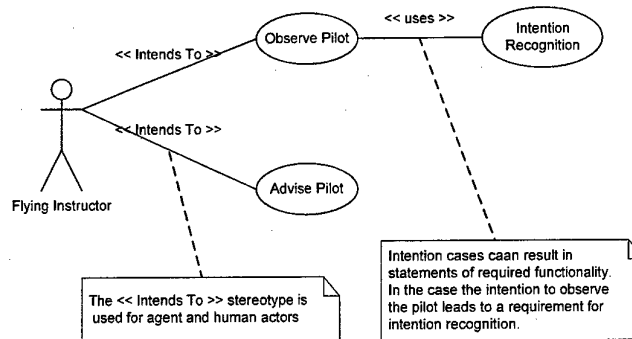 << uses >>
Observe Pilot
Intention
Recognition
<< Intends To >>
<< Intends To >>
Advise Pilot
Flying Instructor
Intention cases caan result in
statements of required functionality.
In the case the intention to observe
the pilot leads to a requirement for
intention recognition.
The << Intends To >> stereotype is
used for agent and human actors